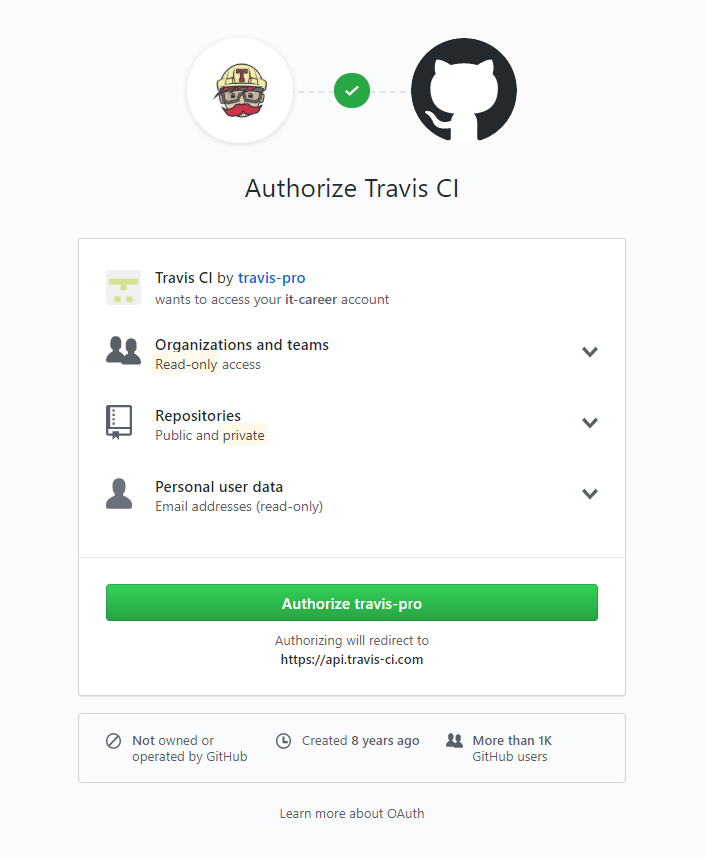 T
Authorize Travis CI
Travis CI by travis-pro
wants to access your it-career account
Organizations and teams
Read-only access
Repositories
Public and private
Personal user data
Email addresses (read-only)
Authorize travis-pro
Authorizing will redirect to
https://api.travis-ci.com
Not owned or
operated by GitHub
Created 8 years ago
More than 1K
GitHub users
Learn more about OAuth